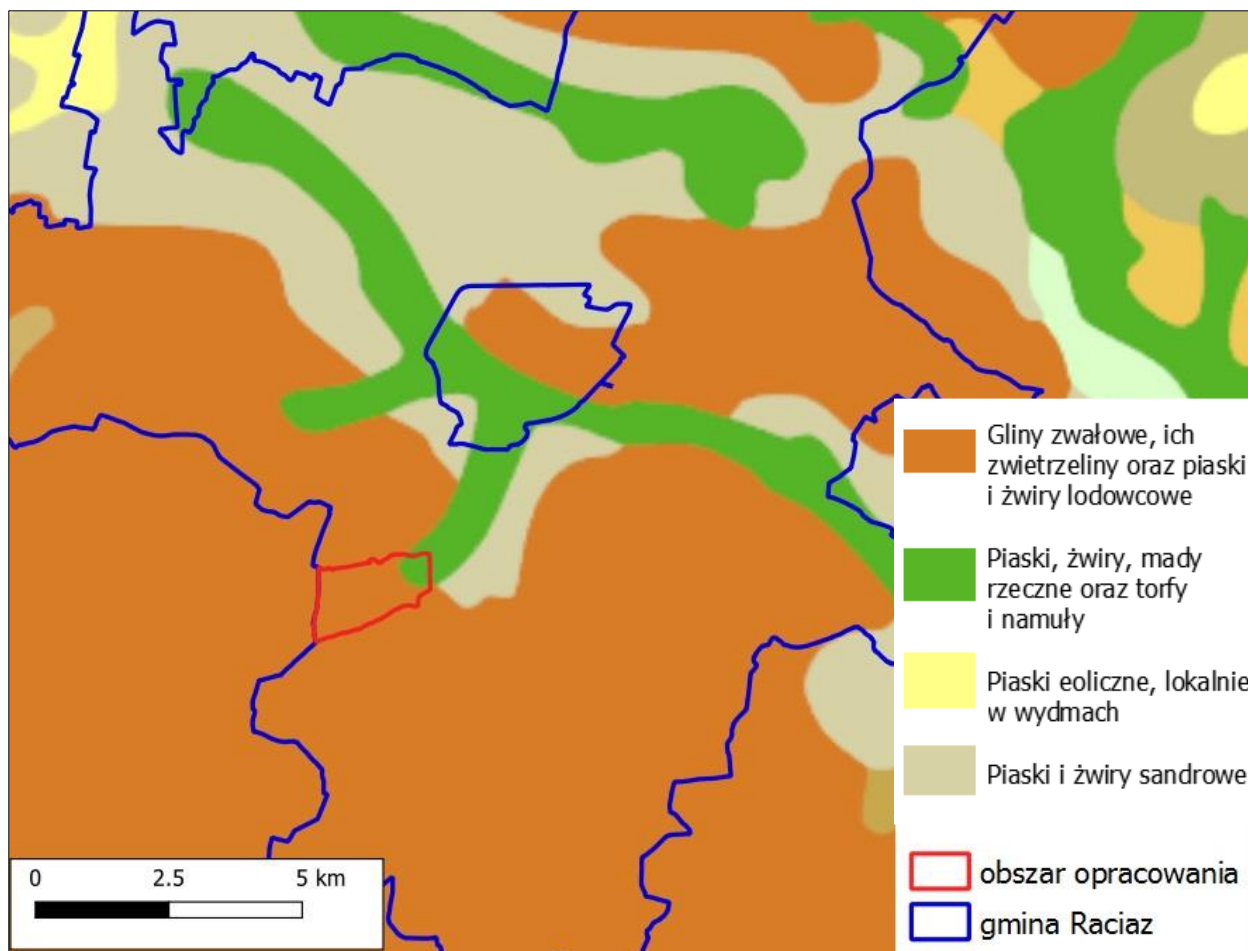 Gliny zwałowe, ich
zwietrzeliny oraz piaski
i żwiry lodowcowe
Piaski, żwiry, mady
rzeczne oraz torfy
i namuły
Piaski eoliczne, lokalnie
w wydmach
Piaski i żwiry sandrowe
obszar opracowania
gmina Raciaz
0 2.5 5 km